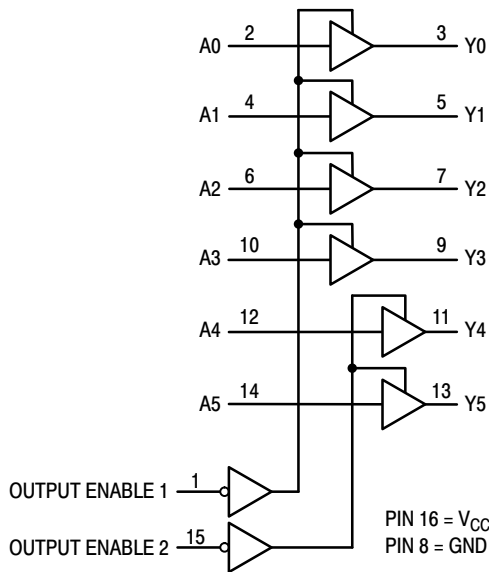 A0 2 3 Y0
A1 4 5 Y1
A2 6 7 Y2
A3 10 9 Y3
A4 12 11 Y4
A5 14 13 Y5
OUTPUT ENABLE 1 1
OUTPUT ENABLE 2 15
PIN 16 = VCC
PIN 8 = GND